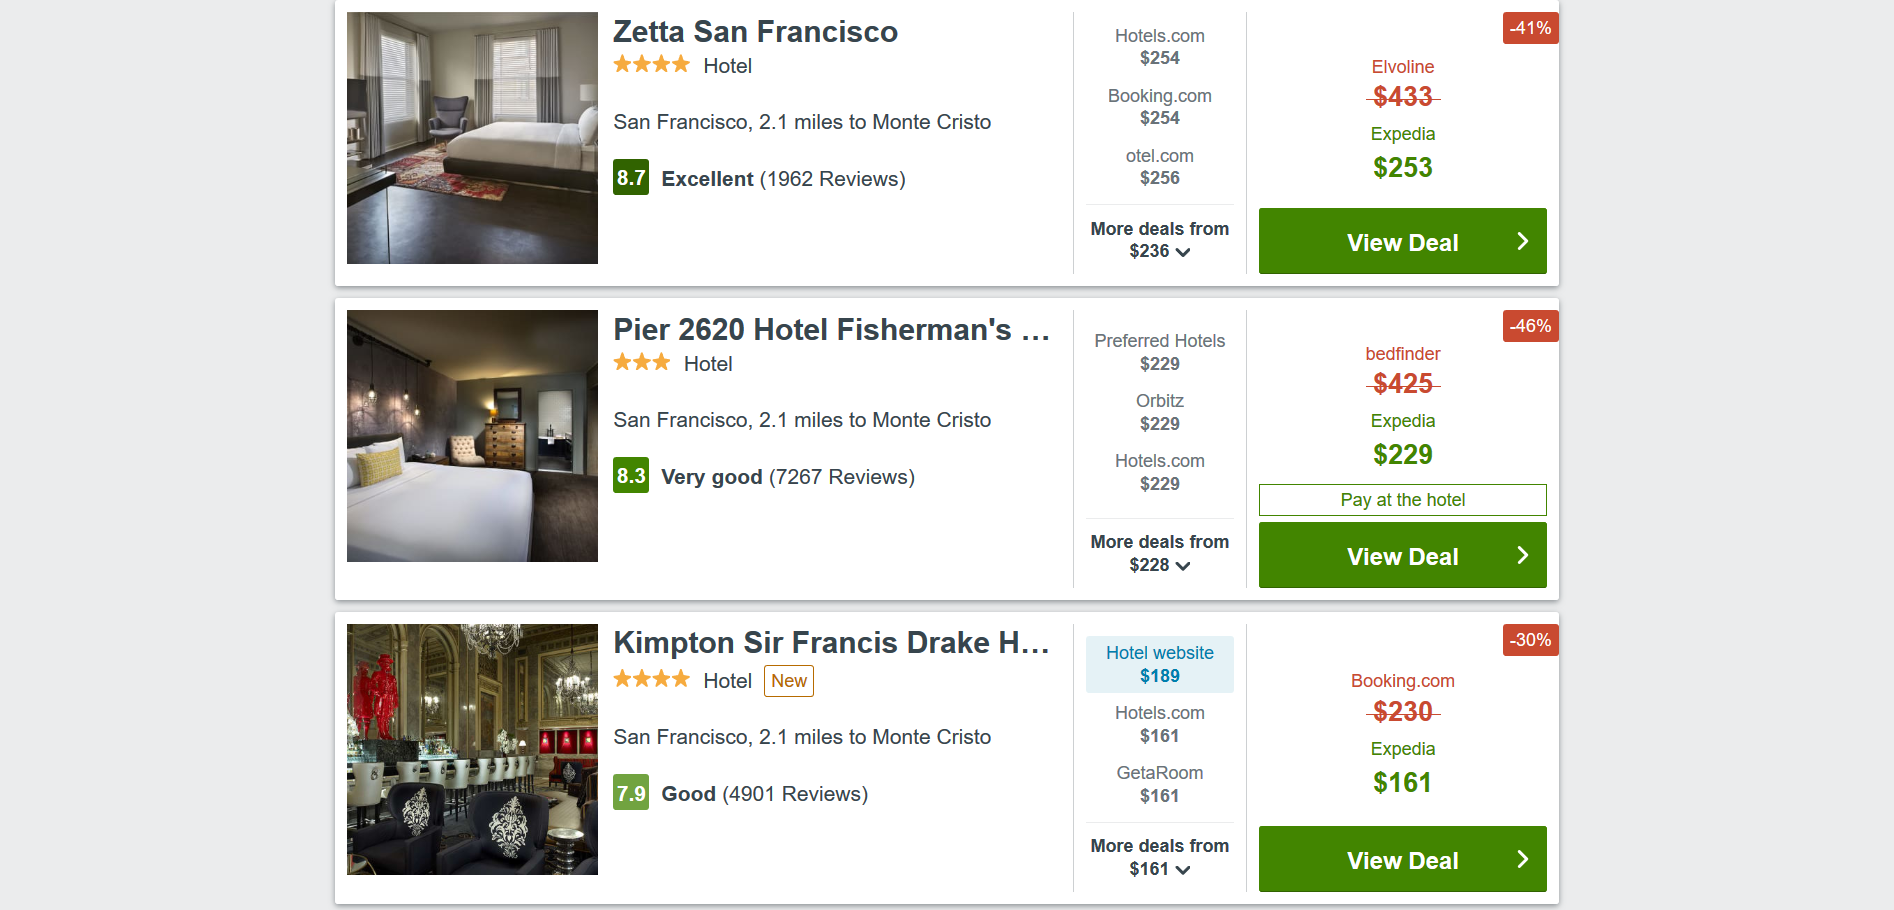 Zetta San Francisco
Hotel
San Francisco, 2.1 miles to Monte Cristo
8.7 Excellent (1962 Reviews)
Hotels.com
$254
Booking.com
$254
otel.com
$256
More deals from
$236
-41%
Elvoline
$433
Expedia
$253
View Deal
Pier 2620 Hotel Fisherman's ...
Hotel
San Francisco, 2.1 miles to Monte Cristo
8.3 Very good (7267 Reviews)
Preferred Hotels
$229
Orbitz
$229
Hotels.com
$229
More deals from
$228
-46%
bedfinder
$425
Expedia
$229
Pay at the hotel
View Deal
Kimpton Sir Francis Drake H...
Hotel New
San Francisco, 2.1 miles to Monte Cristo
7.9 Good (4901 Reviews)
Hotel website
$189
Hotels.com
$161
GetaRoom
$161
More deals from
$161
-30%
Booking.com
$230
Expedia
$161
View Deal